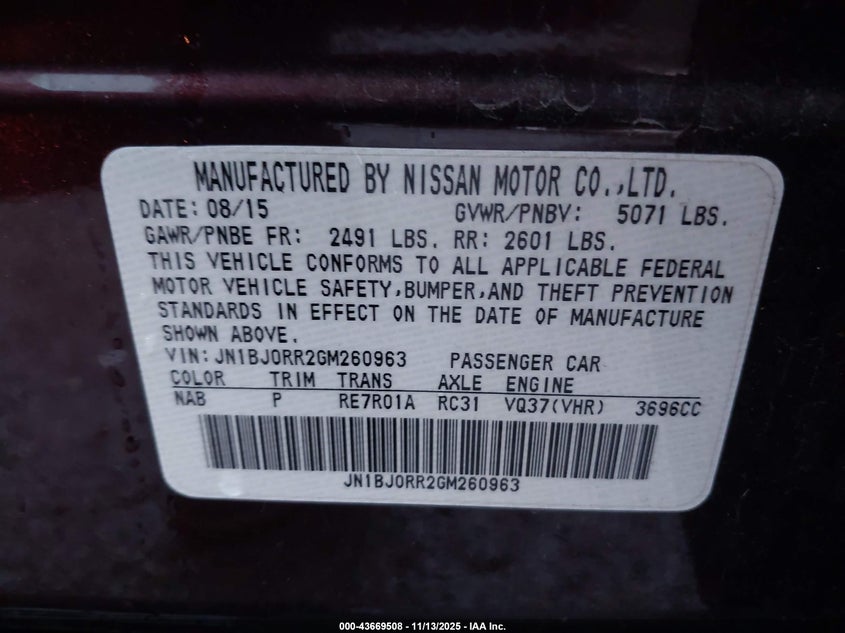 MANUFACTURED BY NISSAN MOTOR CO.,LTD.
DATE: 08/15 GVWR/PNBV: 5071 LBS.
GAWR/PNBE FR: 2491 LBS. RR: 2601 LBS.
THIS VEHICLE CONFORMS TO ALL APPLICABLE FEDERAL
MOTOR VEHICLE SAFETY,BUMPER,AND THEFT PREVENTION
STANDARDS IN EFFECT ON THE DATE OF MANUFACTURE
SHOWN ABOVE.
VIN: JN1BJ0RR2GM260963 PASSENGER CAR
COLOR TRIM TRANS AXLE ENGINE
NAB P RE7R01A RC31 VQ37(VHR) 3696CC
JN1BJ0RR2GM260963
000-43669508 - 11/13/2025 - IAA Inc.